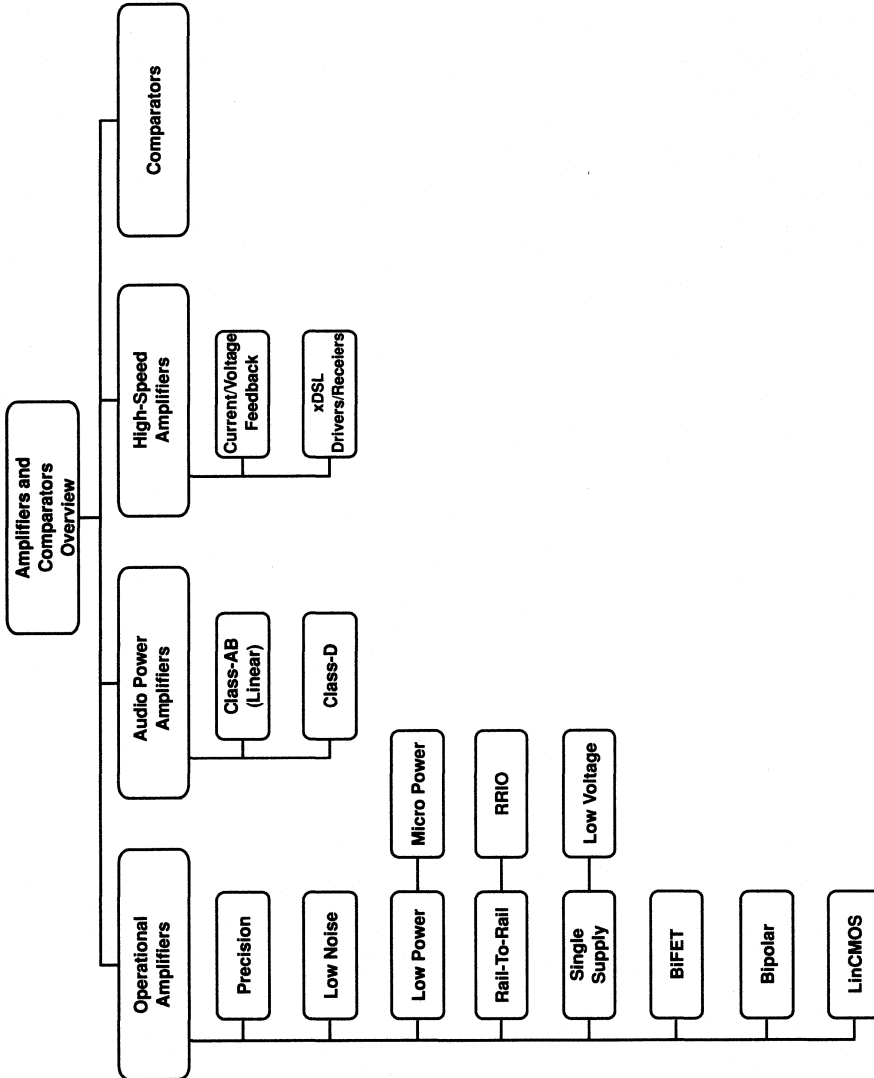 Amplifiers and
Comparators
Overview
Operational
Amplifiers
Audio Power
Amplifiers
High-Speed
Amplifiers
Comparators
Precision
Low Noise
Low Power
Micro Power
Rail-To-Rail
RRIO
Single
Supply
Low Voltage
BiFET
Bipolar
LinCMOS
Class-AB
(Linear)
Class-D
Current/Voltage
Feedback
xDSL
Drivers/Receiers